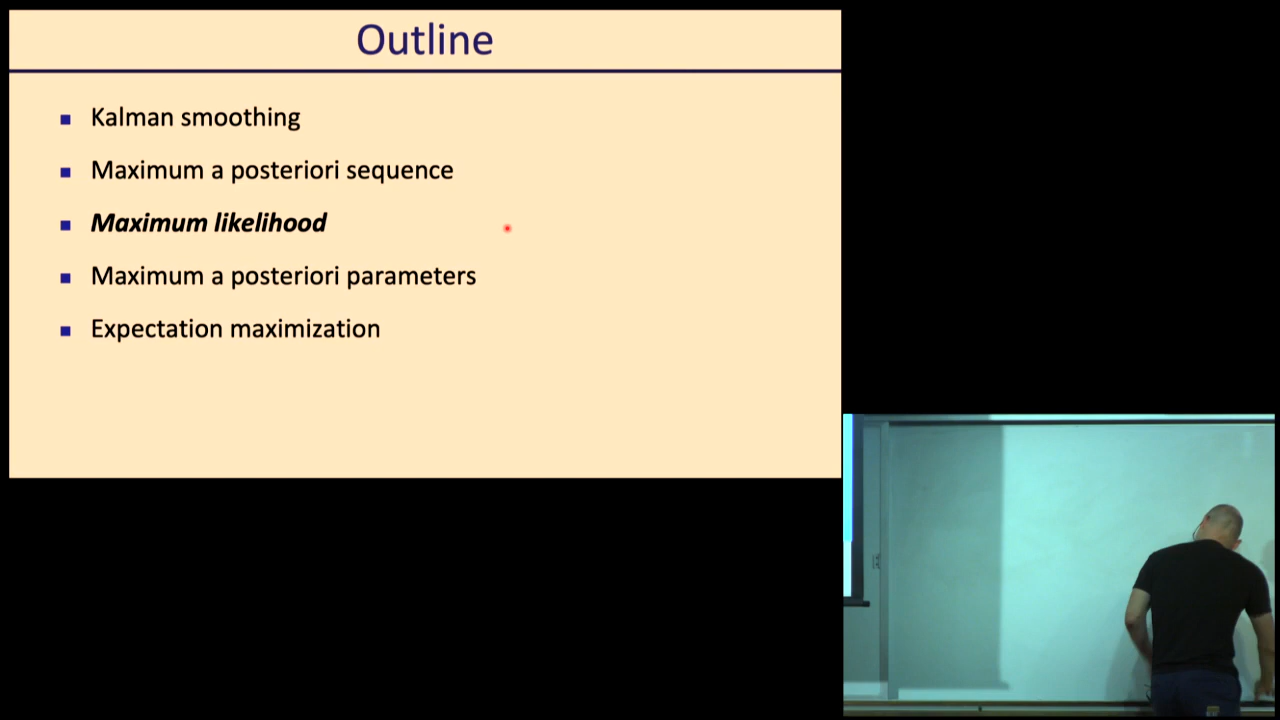 Outline
Kalman smoothing
Maximum a posteriori sequence
Maximum likelihood
Maximum a posteriori parameters
Expectation maximization